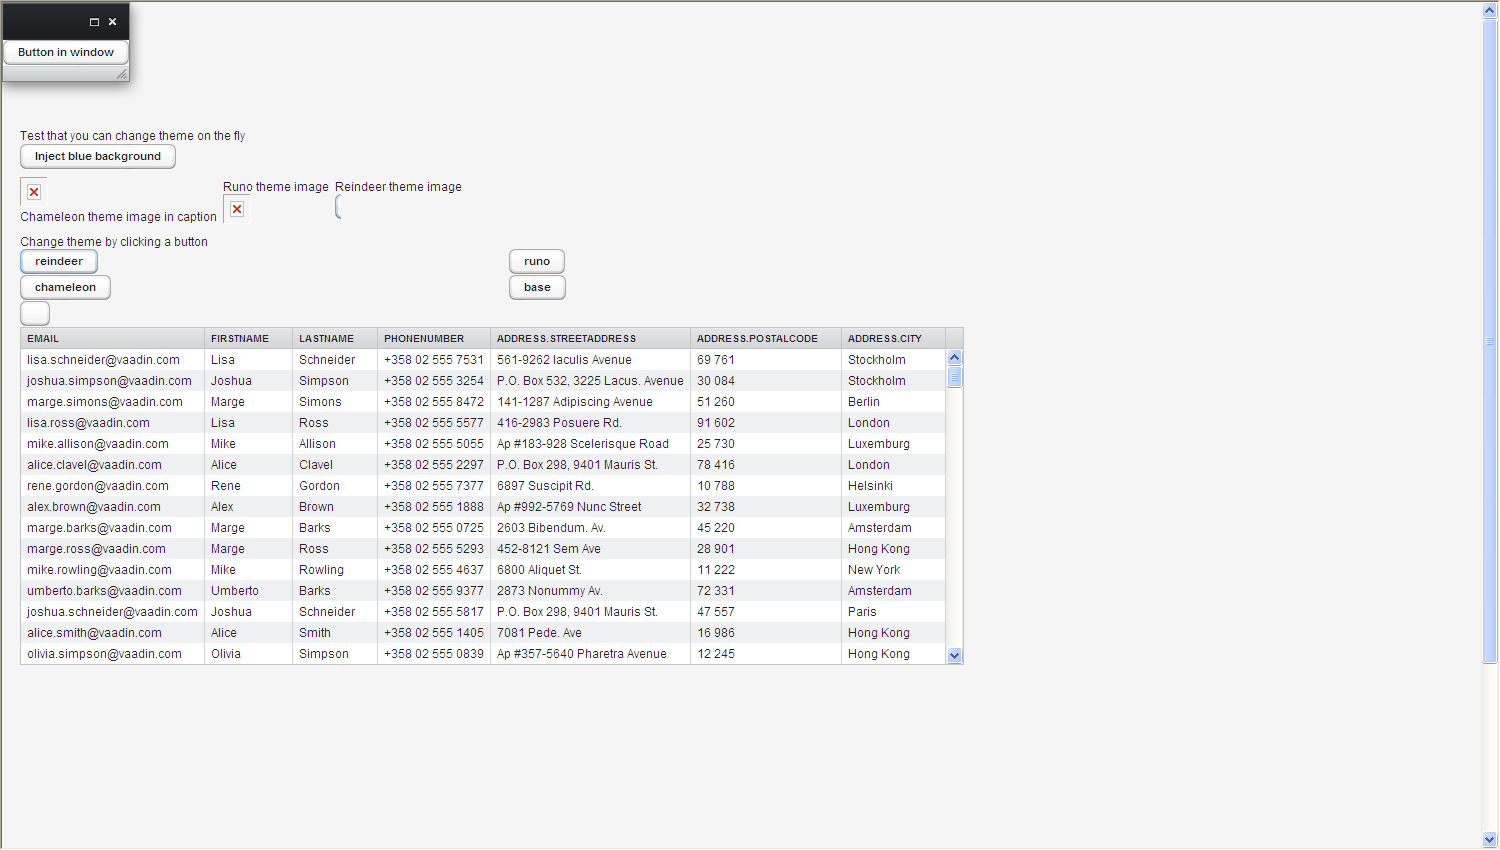 Button in window
Test that you can change theme on the fly
Inject blue background
Runo theme image Reindeer theme image
Chameleon theme image in caption
Change theme by clicking a button
reindeer runo
chameleon base
EMAIL FIRSTNAME LASTNAME PHONENUMBER ADDRESS.STREETADDRESS ADDRESS.POSTALCODE ADDRESS.CITY
lisa.schneider@vaadin.com Lisa Schneider +358 02 555 7531 561-9262 Iaculis Avenue 69 761 Stockholm
joshua.simpson@vaadin.com Joshua Simpson +358 02 555 3254 P.O. Box 532, 3225 Lacus. Avenue 30 084 Stockholm
marge.simons@vaadin.com Marge Simons +358 02 555 8472 141-1287 Adipiscing Avenue 51 260 Berlin
lisa.ross@vaadin.com Lisa Ross +358 02 555 5577 416-2983 Posuere Rd. 91 602 London
mike.allison@vaadin.com Mike Allison +358 02 555 5055 Ap #183-928 Scelerisque Road 25 730 Luxemburg
alice.clavel@vaadin.com Alice Clavel +358 02 555 2297 P.O. Box 298, 9401 Mauris St. 78 416 London
rene.gordon@vaadin.com Rene Gordon +358 02 555 7377 6897 Suscipit Rd. 10 788 Helsinki
alex.brown@vaadin.com Alex Brown +358 02 555 1888 Ap #992-5769 Nunc Street 32 738 Luxemburg
marge.barks@vaadin.com Marge Barks +358 02 555 0725 2603 Bibendum. Av. 45 220 Amsterdam
marge.ross@vaadin.com Marge Ross +358 02 555 5293 452-8121 Sem Ave 28 901 Hong Kong
mike.rowling@vaadin.com Mike Rowling +358 02 555 4637 6800 Aliquet St. 11 222 New York
umberto.barks@vaadin.com Umberto Barks +358 02 555 9377 2873 Nonummy Av. 72 331 Amsterdam
joshua.schneider@vaadin.com Joshua Schneider +358 02 555 5817 P.O. Box 298, 9401 Mauris St. 47 557 Paris
alice.smith@vaadin.com Alice Smith +358 02 555 1405 7081 Pede. Ave 16 986 Hong Kong
olivia.simpson@vaadin.com Olivia Simpson +358 02 555 0839 Ap #357-5640 Pharetra Avenue 12 245 Hong Kong